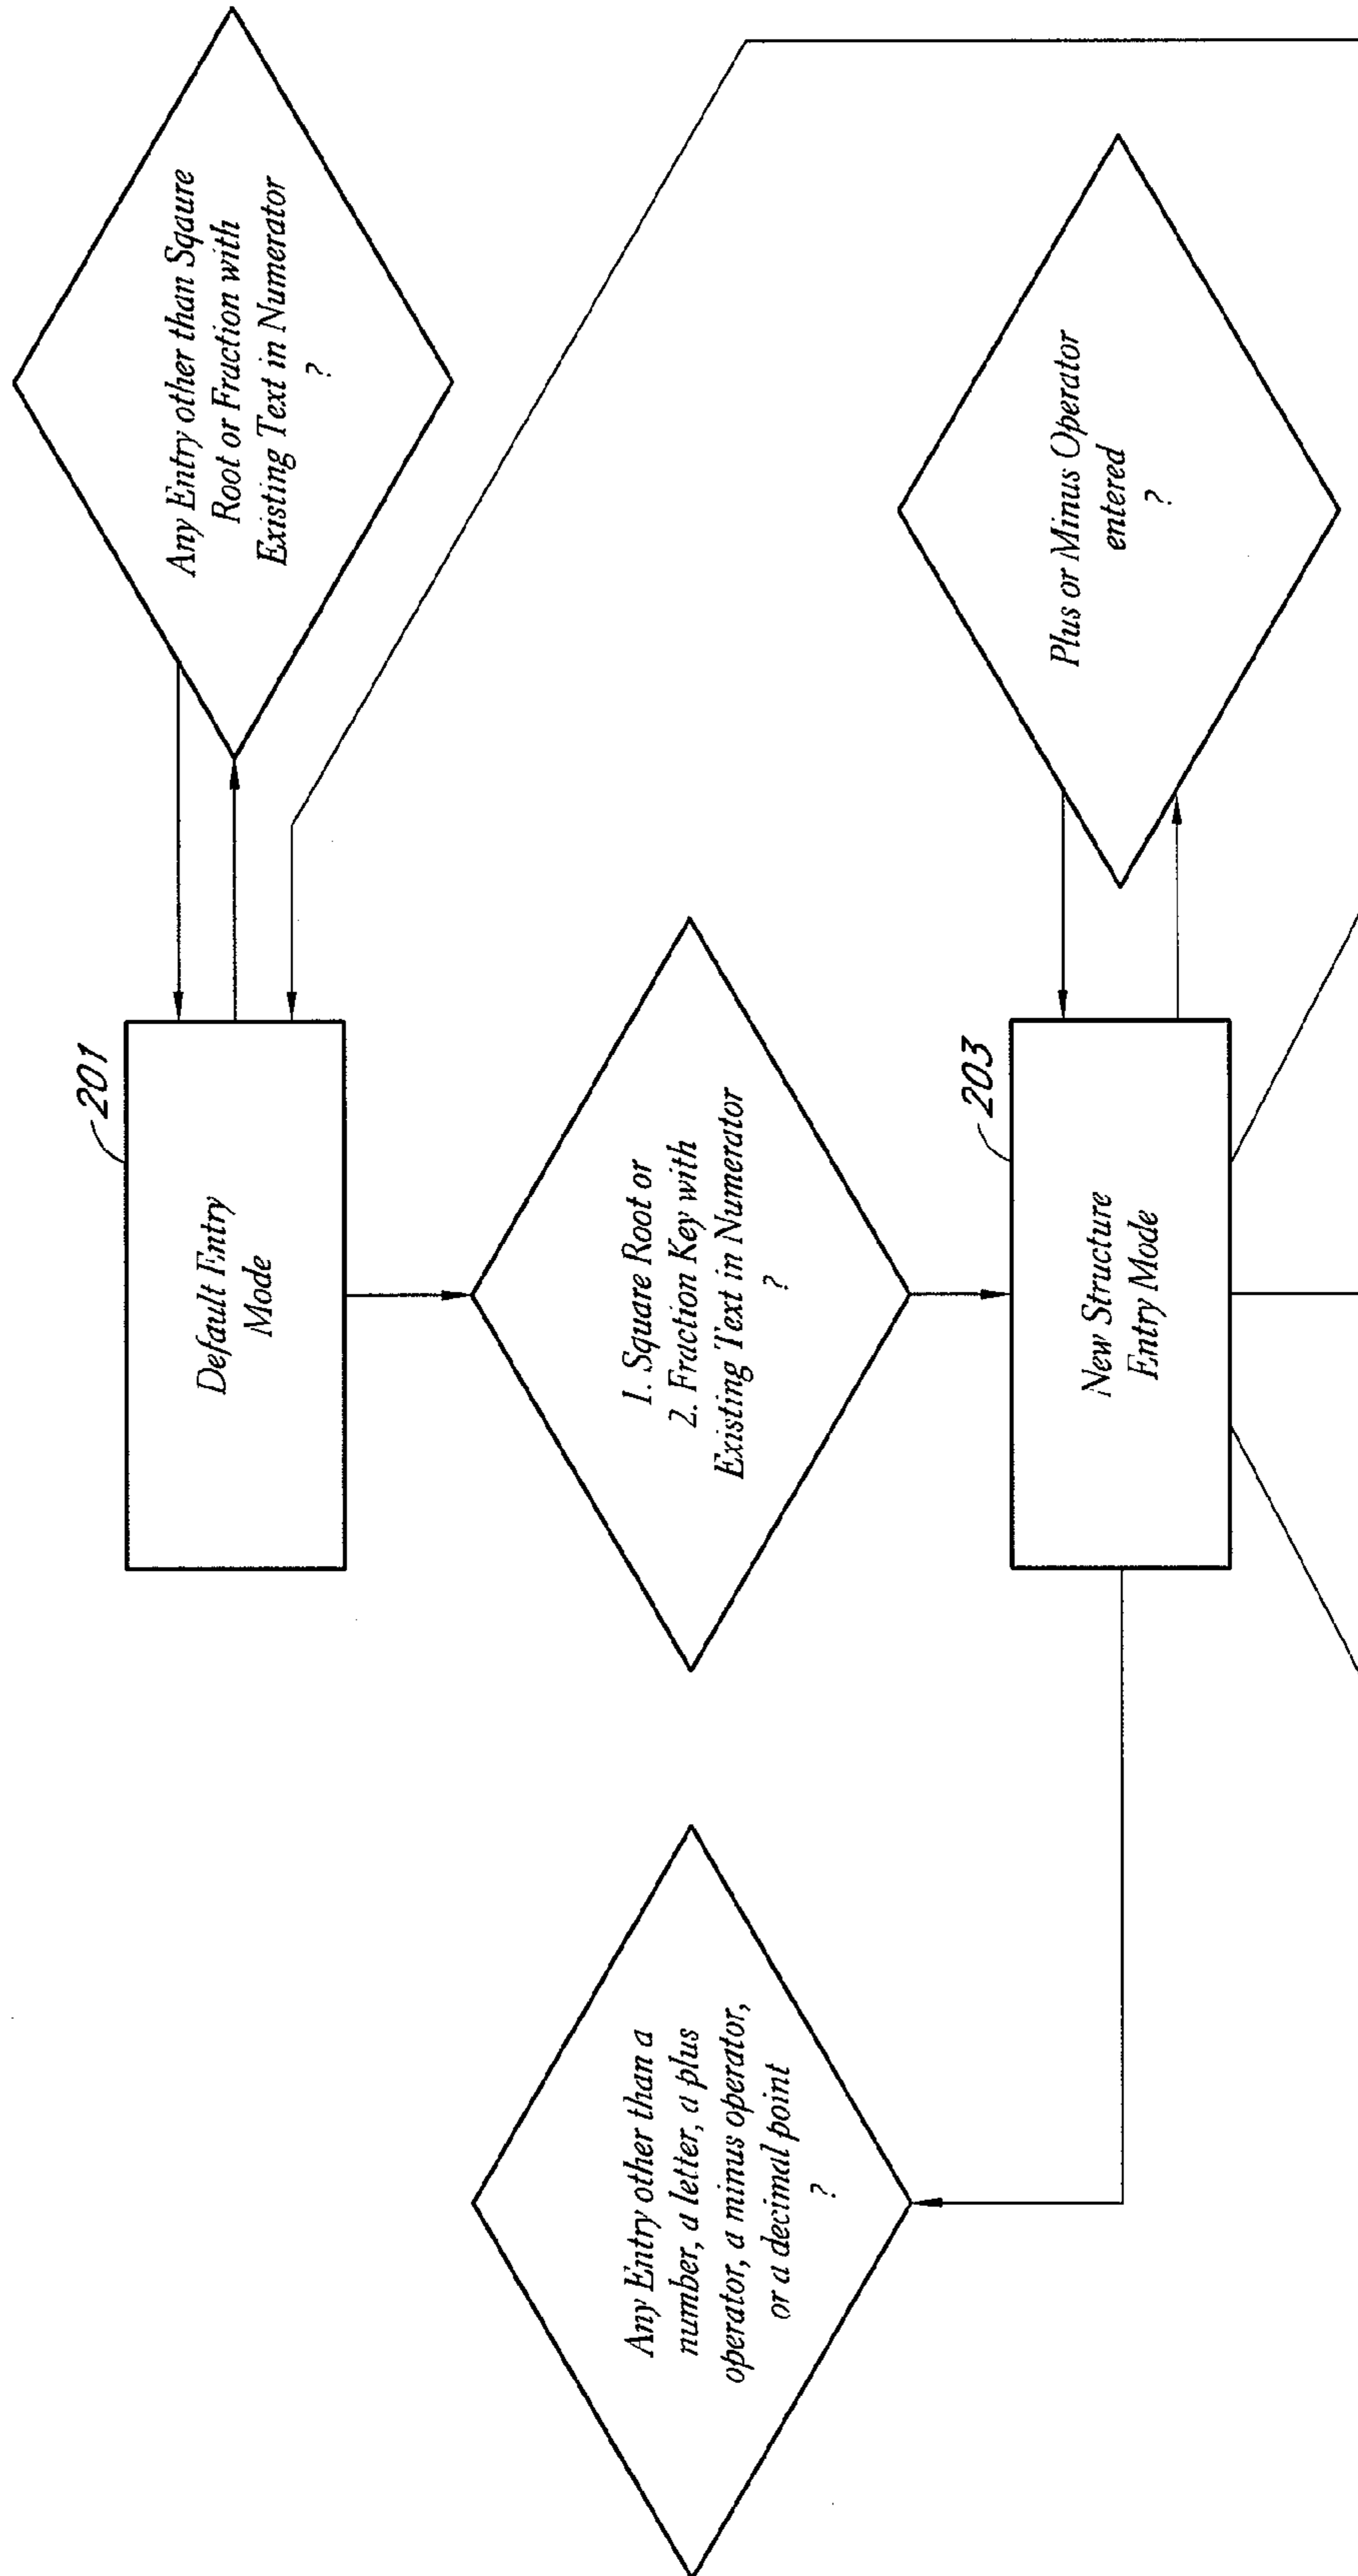 201
Default Entry
Mode
Any Entry other than Sqaure
Root or Fraction with
Existing Text in Numerator
?
1. Square Root or
2. Fraction Key with
Existing Text in Numerator
?
Any Entry other than a
number, a letter, a plus
operator, a minus operator,
or a decimal point
?
203
New Structure
Entry Mode
Plus or Minus Operator
entered
?